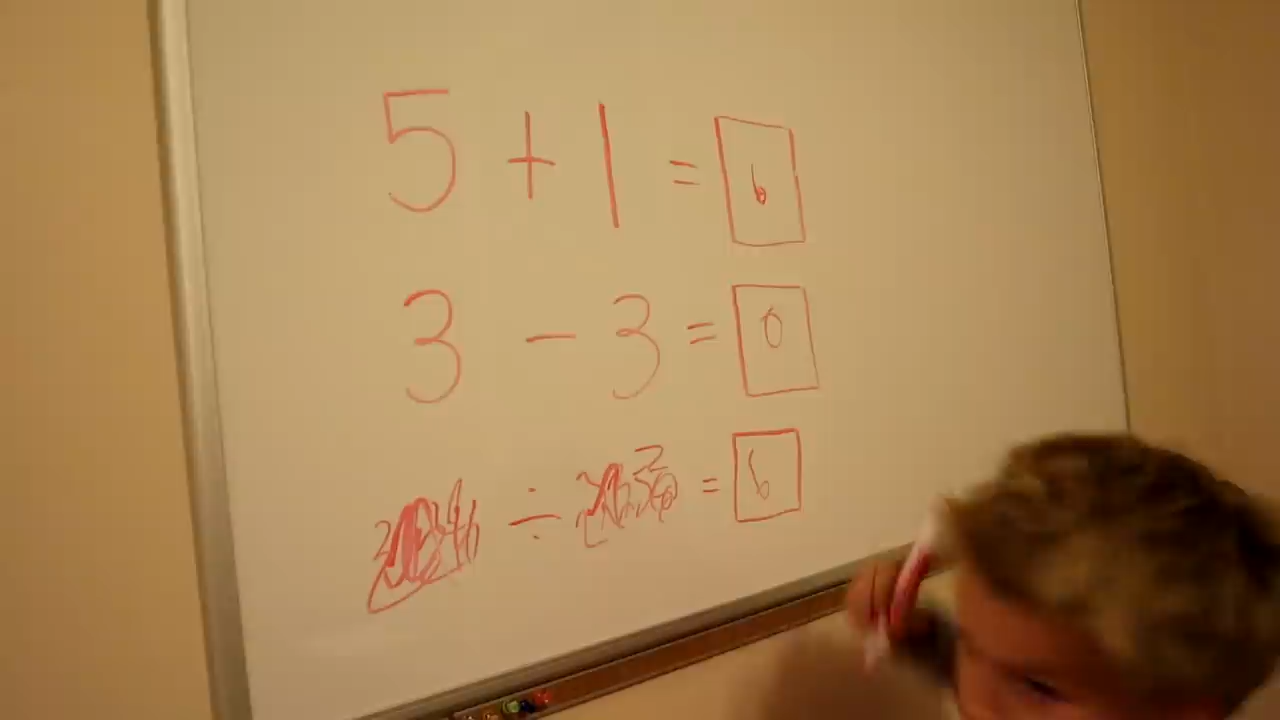 5 + 1 = 6
3 - 3 = 0
÷ = 6